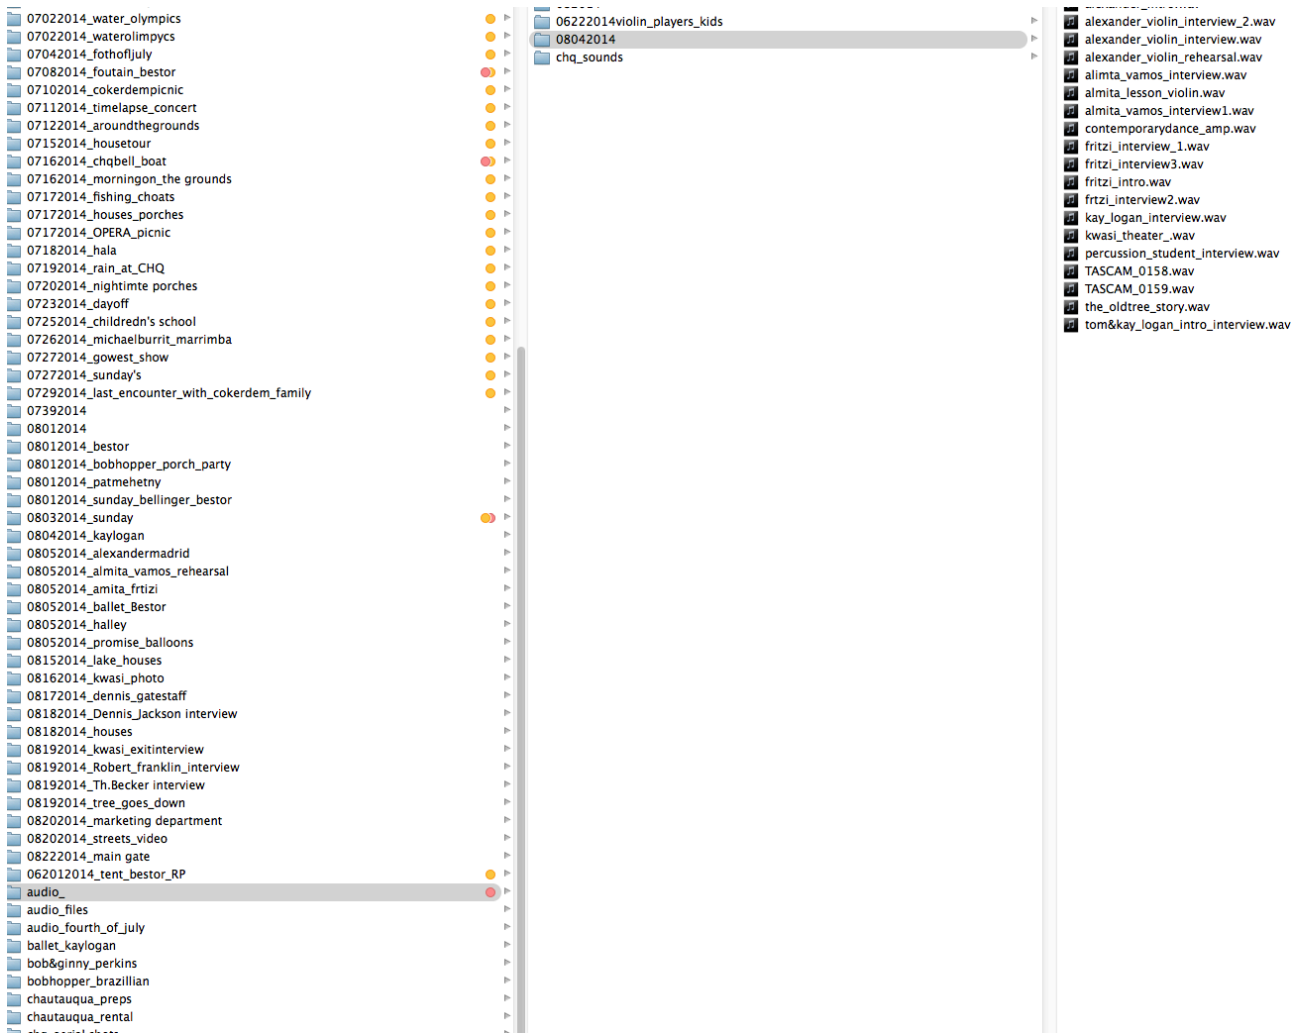 07022014_water_olympics
07022014_waterolimpycs
07042014_fothofljuly
07082014_foutain_bestor
07102014_cokerdempicnic
07112014_timelapse_concert
07122014_aroundthegrounds
07152014_housetour
07162014_chqbell_boat
07162014_morningon_the grounds
07172014_fishing_choats
07172014_houses_porches
07172014_OPERA_picnic
07182014_hala
07192014_rain_at_CHQ
07202014_nightimte porches
07232014_dayoff
07252014_childredn's school
07262014_michaelburrit_marrimba
07272014_gowest_show
07272014_sunday's
07292014_last_encounter_with_cokerdem_family
07392014
08012014
08012014_bestor
08012014_bobhopper_porch_party
08012014_patmehetny
08012014_sunday_bellinger_bestor
08032014_sunday
08042014_kaylogan
08052014_alexandermadrid
08052014_almita_vamos_rehearsal
08052014_amita_frtizi
08052014_ballet_Bestor
08052014_halley
08052014_promise_balloons
08152014_lake_houses
08162014_kwasi_photo
08172014_dennis_gatestaff
08182014_Dennis_Jackson interview
08182014_houses
08192014_kwasi_exitinterview
08192014_Robert_franklin_interview
08192014_Th.Becker interview
08192014_tree_goes_down
08202014_marketing department
08202014_streets_video
08222014_main gate
062012014_tent_bestor_RP
audio_
audio_files
audio_fourth_of_july
ballet_kaylogan
bob&ginny_perkins
bobhopper_brazillian
chautauqua_preps
chautauqua_rental
06222014violin_players_kids
08042014
chq_sounds
alexander_violin_interview_2.wav
alexander_violin_interview.wav
alexander_violin_rehearsal.wav
alimta_vamos_interview.wav
almita_lesson_violin.wav
almita_vamos_interview1.wav
contemporarydance_amp.wav
fritzi_interview_1.wav
fritzi_interview3.wav
fritzi_intro.wav
frtzi_interview2.wav
kay_logan_interview.wav
kwasi_theater_.wav
percussion_student_interview.wav
TASCAM_0158.wav
TASCAM_0159.wav
the_oldtree_story.wav
tom&kay_logan_intro_interview.wav